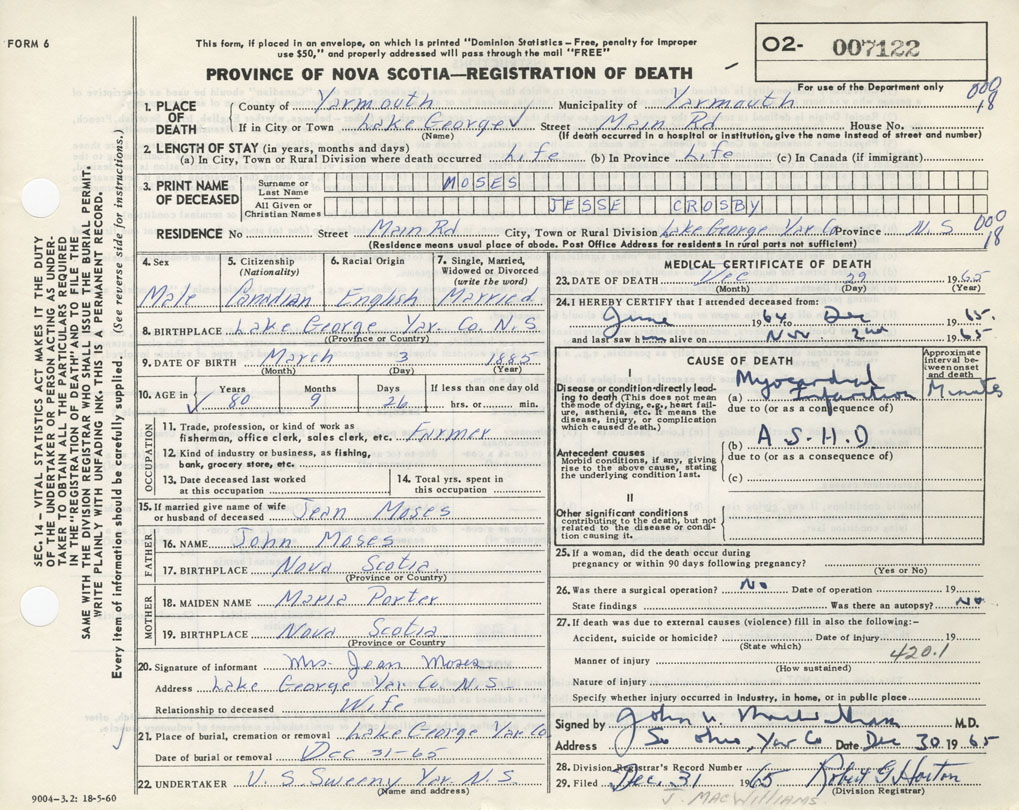 FORM 6
This form, if placed in an envelope, on which is printed "Dominion Statistics – Free, penalty for Improper
use $50," and properly addressed will pass through the mail "FREE"
02- 007122
For use of the Department only
PROVINCE OF NOVA SCOTIA—REGISTRATION OF DEATH
1. PLACE OF DEATH
County of Yarmouth Municipality of Yarmouth 000 18
If in City or Town Lake George ✓ Street Main Rd House No.
(Name) (If death occurred in a hospital or institution, give the name instead of street and number)
2. LENGTH OF STAY (in years, months and days)
(a) In City, Town or Rural Division where death occurred Life (b) In Province Life (c) In Canada (if immigrant)
3. PRINT NAME OF DECEASED
Surname or Last Name MOSES
All Given or Christian Names JESSE CROSBY
RESIDENCE No Street Main Rd City, Town or Rural Division Lake George Yar Co Province N.S 000 18
(Residence means usual place of abode. Post Office Address for residents in rural parts not sufficient)
4. Sex Male
5. Citizenship (Nationality) Canadian
6. Racial Origin English
7. Single, Married, Widowed or Divorced (write the word) Married
8. BIRTHPLACE Lake George Yar. Co. N.S
(Province or Country)
9. DATE OF BIRTH March 3 1885
(Month) (Day) (Year)
10. AGE in ✓ Years 80 Months 9 Days 26 If less than one day old hrs. or min.
OCCUPATION
11. Trade, profession, or kind of work as
fisherman, office clerk, sales clerk, etc. Farmer
12. Kind of industry or business, as fishing,
bank, grocery store, etc.
13. Date deceased last worked
at this occupation
14. Total yrs. spent in
this occupation
15. If married give name of wife
or husband of deceased Jean Moses
FATHER
16. NAME John Moses
17. BIRTHPLACE Nova Scotia
(Province or Country)
MOTHER
18. MAIDEN NAME Maria Porter
19. BIRTHPLACE Nova Scotia
(Province or Country)
20. Signature of informant Mrs. Jean Moses
Address Lake George Yar Co. N.S
Relationship to deceased Wife
21. Place of burial, cremation or removal Lake George Yar Co
Date of burial or removal Dec 31-65
22. UNDERTAKER V. S. Sweeny Yar. N.S
(Name and address)
MEDICAL CERTIFICATE OF DEATH
23. DATE OF DEATH Dec 29 1965
(Month) (Day) (Year)
24. I HEREBY CERTIFY that I attended deceased from:
June 1964 to Dec 1965.
and last saw him alive on Nov. 2nd 1965
CAUSE OF DEATH
Approximate interval between onset and death
I
Disease or condition directly leading to death (This does not mean the mode of dying, e.g., heart failure, asthenia, etc. It means the disease, injury, or complication which caused death.)
(a) Myocardial Infarction Minutes
due to (or as a consequence of)
(b) A.S.H.D
due to (or as a consequence of)
Antecedent causes
Morbid conditions, if any, giving rise to the above cause, stating the underlying condition last.
(c)
II
Other significant conditions
contributing to the death, but not related to the disease or condition causing it.
25. If a woman, did the death occur during
pregnancy or within 90 days following pregnancy?
(Yes or No)
26. Was there a surgical operation? No Date of operation 19
State findings Was there an autopsy? No
27. If death was due to external causes (violence) fill in also the following:-
Accident, suicide or homicide? Date of injury 19
(State which)
Manner of injury 420.1
(How sustained)
Nature of injury
Specify whether injury occurred in Industry, in home, or in public place
Signed by M.D.
Address So Ohio, Yar Co Date Dec 30 1965
28. Division Registrar's Record Number
29. Filed Dec. 31 1965 Robert G Horton
(Division Registrar)
J. MACWILLIAMS
SEC. 14 – VITAL STATISTICS ACT MAKES IT THE DUTY
OF THE UNDERTAKER OR PERSON ACTING AS UNDER-
TAKER TO OBTAIN ALL THE PARTICULARS REQUIRED
IN THE "REGISTRATION OF DEATH" AND TO FILE THE
SAME WITH THE DIVISION REGISTRAR WHO SHALL ISSUE THE BURIAL PERMIT.
WRITE PLAINLY WITH UNFADING INK. THIS IS A PERMANENT RECORD.
Every item of information should be carefully supplied. (See reverse side for instructions.)
9004-3.2: 18-5-60